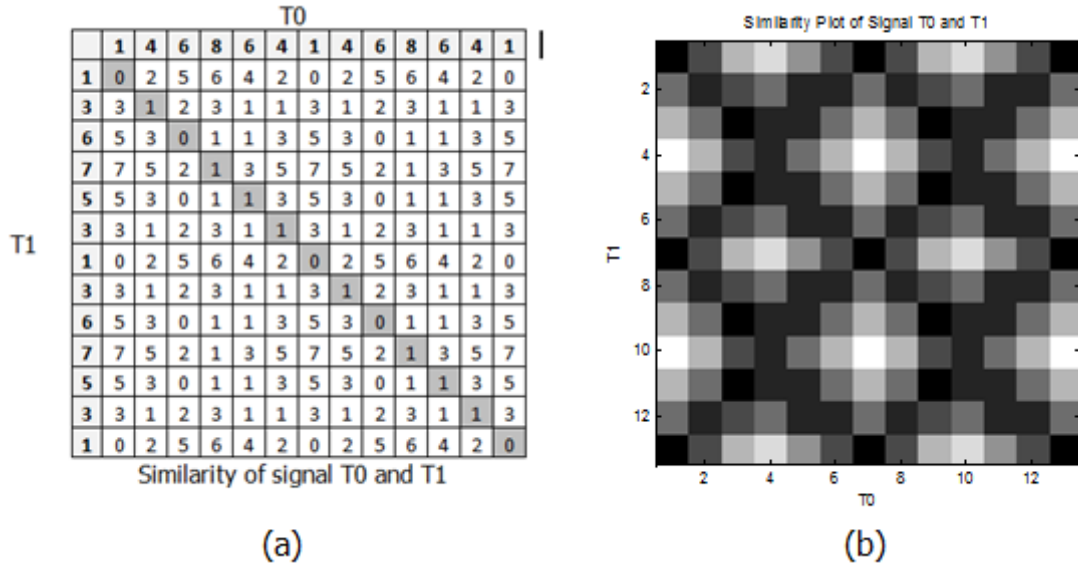 T0
1 4 6 8 6 4 1 4 6 8 6 4 1
1 0 2 5 6 4 2 0 2 5 6 4 2 0
3 3 1 2 3 1 1 3 1 2 3 1 1 3
6 5 3 0 1 1 3 5 3 0 1 1 3 5
7 7 5 2 1 3 5 7 5 2 1 3 5 7
5 5 3 0 1 1 3 5 3 0 1 1 3 5
3 3 1 2 3 1 1 3 1 2 3 1 1 3
1 0 2 5 6 4 2 0 2 5 6 4 2 0
3 3 1 2 3 1 1 3 1 2 3 1 1 3
6 5 3 0 1 1 3 5 3 0 1 1 3 5
7 7 5 2 1 3 5 7 5 2 1 3 5 7
5 5 3 0 1 1 3 5 3 0 1 1 3 5
3 3 1 2 3 1 1 3 1 2 3 1 1 3
1 0 2 5 6 4 2 0 2 5 6 4 2 0
T1
Similarity of signal T0 and T1
(a)
Similarity Plot of Signal T0 and T1
2
4
6
8
10
12
T1
2 4 6 8 10 12
T0
(b)